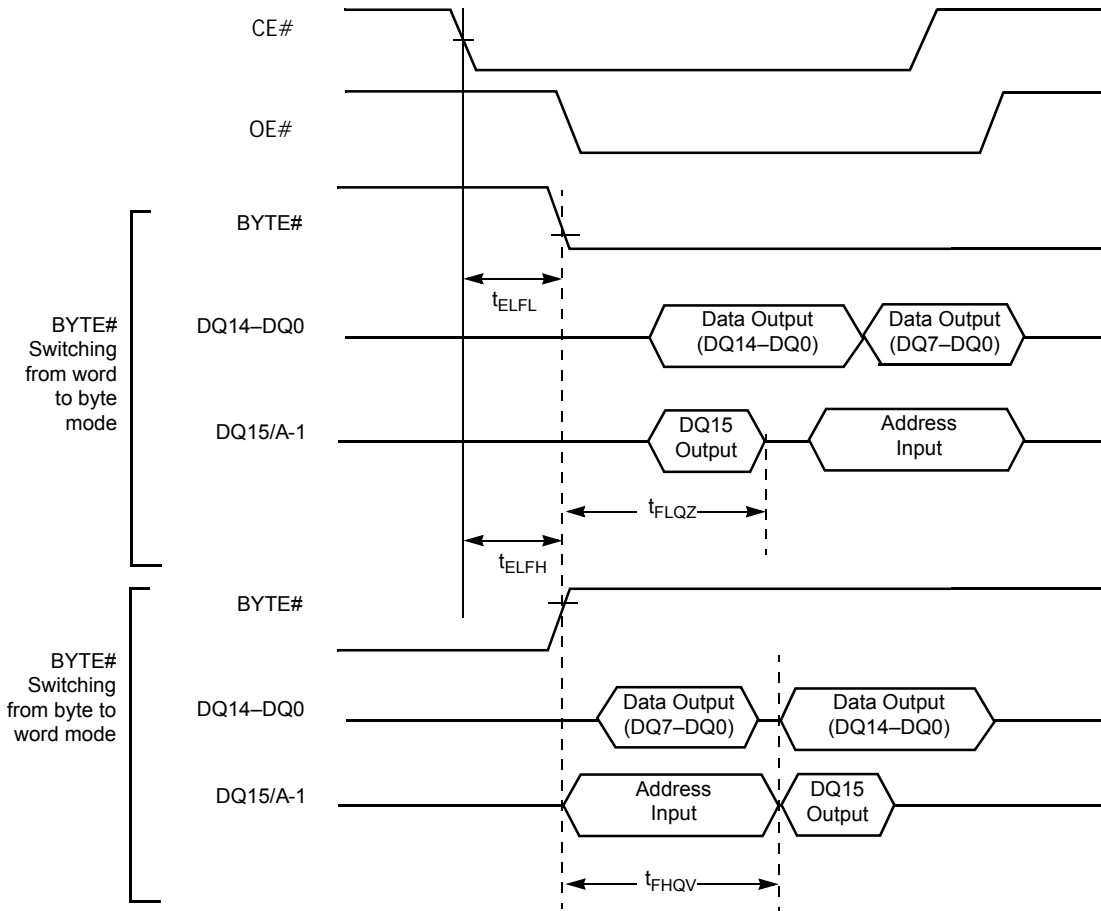 CE#
OE#
BYTE#
tELFL
BYTE#
Switching
from word
to byte
mode
DQ14–DQ0
Data Output
(DQ14–DQ0)
Data Output
(DQ7–DQ0)
DQ15/A-1
DQ15
Output
Address
Input
tFLQZ
tELFH
BYTE#
BYTE#
Switching
from byte to
word mode
DQ14–DQ0
Data Output
(DQ7–DQ0)
Data Output
(DQ14–DQ0)
DQ15/A-1
Address
Input
DQ15
Output
tFHQV